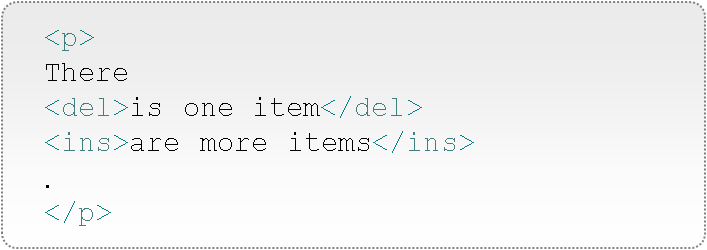 <p>
There
<del>is one item</del>
<ins>are more items</ins>
.
</p>